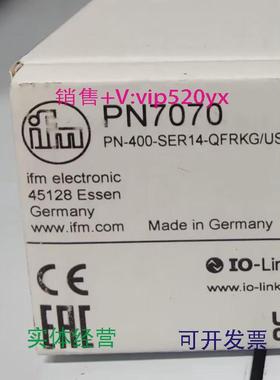 销售+V:vip520yx
ifm
PN7070
PN-400-SER14-QFRKG/US
ifm electronic
45128 Essen
Germany
www.ifm.com
Made in Germany
IO-Link
www.io-link
CE
EAC
实体经营
可开发票